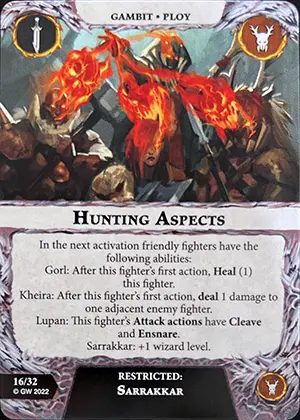 GAMBIT • PLOY
HUNTING ASPECTS
In the next activation friendly fighters have the
following abilities:
Gorl: After this fighter's first action, Heal (1)
this fighter.
Kheira: After this fighter's first action, deal 1 damage to
one adjacent enemy fighter.
Lupan: This fighter's Attack actions have Cleave
and Ensnare.
Sarrakkar: +1 wizard level.
16/32
© GW 2022
RESTRICTED:
SARRAKKAR